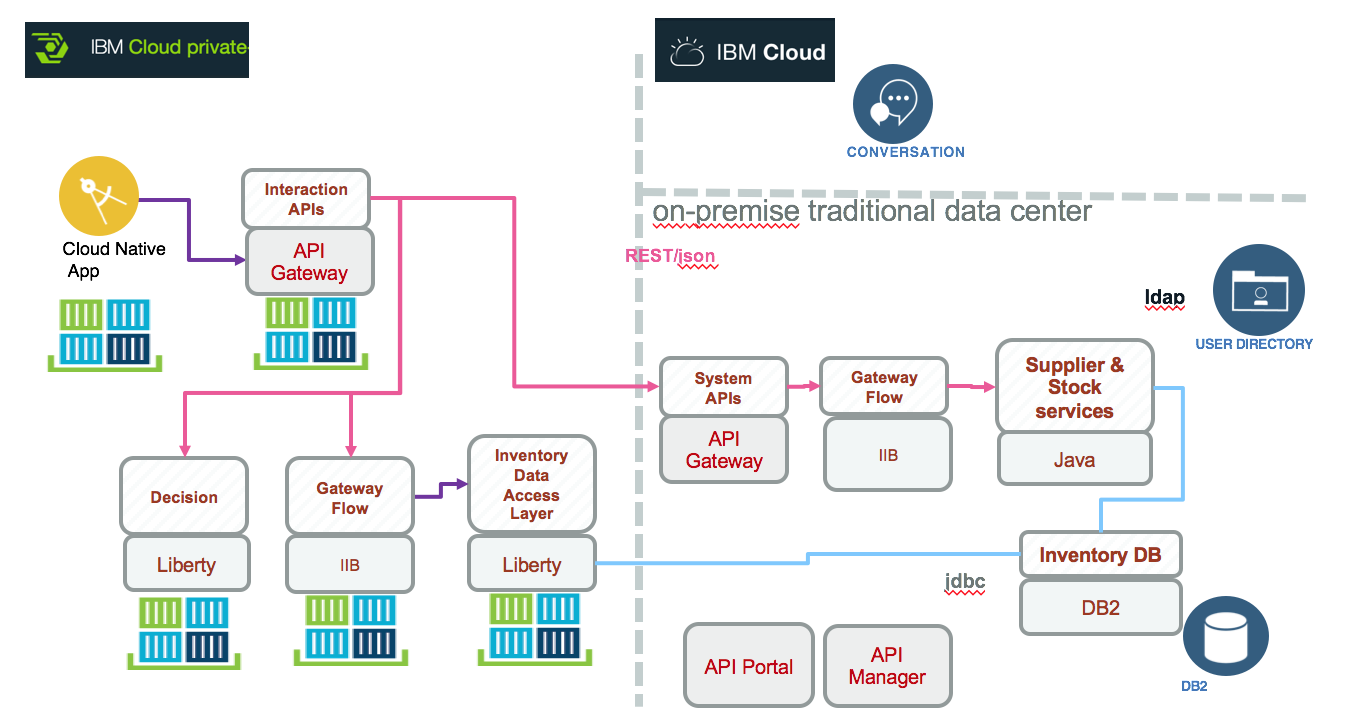 IBM Cloud private
IBM Cloud
CONVERSATION
on-premise traditional data center
Interaction
APIs
API
Gateway
Cloud Native
App
REST/json
ldap
USER DIRECTORY
System
APIs
API
Gateway
Gateway
Flow
IIB
Supplier &
Stock
services
Java
Decision
Liberty
Gateway
Flow
IIB
Inventory
Data
Access
Layer
Liberty
jdbc
Inventory DB
DB2
DB2
API Portal
API
Manager